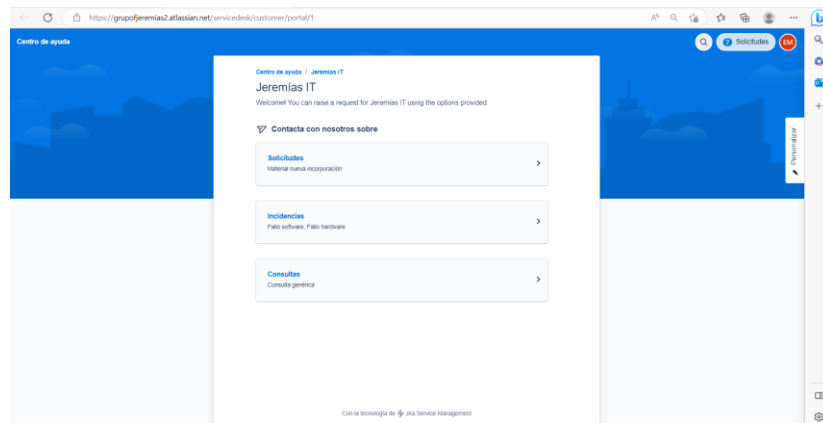 https://grupofjeremias2.atlassian.net/servicedesk/customer/portal/1
Centro de ayuda
Solicitudes
EM
Centro de ayuda / Jeremías IT
Jeremías IT
Welcome! You can raise a request for Jeremías IT using the options provided.
Contacta con nosotros sobre
Solicitudes
Material nueva incorporación
Incidencias
Fallo software, Fallo hardware
Consultas
Consulta genérica
Personalizar
Con la tecnología de Jira Service Management